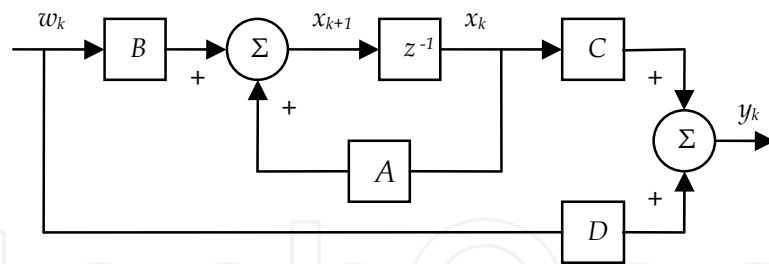 w_k B Σ x_{k+1} z^{-1} x_k C
+ + +
Σ y_k
A
+
D